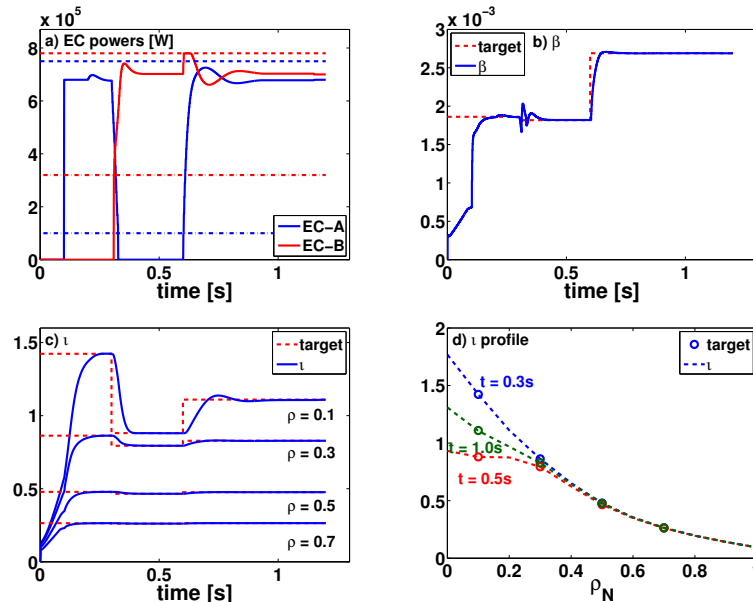 x 10^5
a) EC powers [W]
8
6
4
2
0
EC-A
EC-B
0
0.5
1
time [s]
x 10^-3
b) β
target
β
3
2.5
2
1.5
1
0.5
0
0
0.5
1
time [s]
c) ι
target
ι
1.5
1
0.5
0
ρ = 0.1
ρ = 0.3
ρ = 0.5
ρ = 0.7
0
0.5
1
time [s]
d) ι profile
target
ι
2
1.5
1
0.5
0
t = 0.3s
t = 1.0s
t = 0.5s
0
0.2
0.4
0.6
0.8
ρ_N